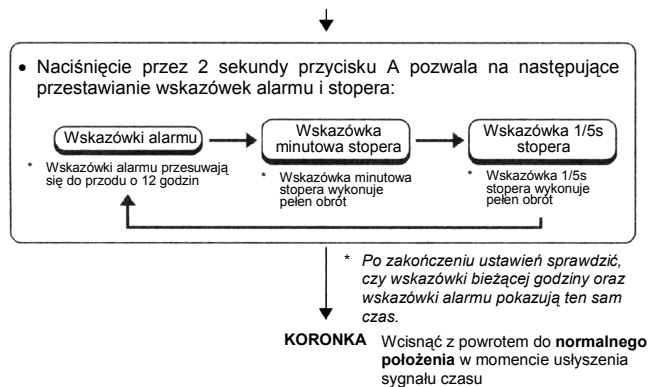 • Naciśnięcie przez 2 sekundy przycisku A pozwala na następujące
przestawianie wskazówek alarmu i stopera:
Wskazówki alarmu
* Wskazówki alarmu przesuwają
się do przodu o 12 godzin
Wskazówka
minutowa stopera
* Wskazówka minutowa
stopera wykonuje
pełen obrót
Wskazówka 1/5s
stopera
* Wskazówka 1/5s
stopera wykonuje
pełen obrót
* Po zakończeniu ustawień sprawdzić,
czy wskazówki bieżącej godziny oraz
wskazówki alarmu pokazują ten sam
czas.
KORONKA Wcisnąć z powrotem do normalnego
położenia w momencie usłyszenia
sygnału czasu